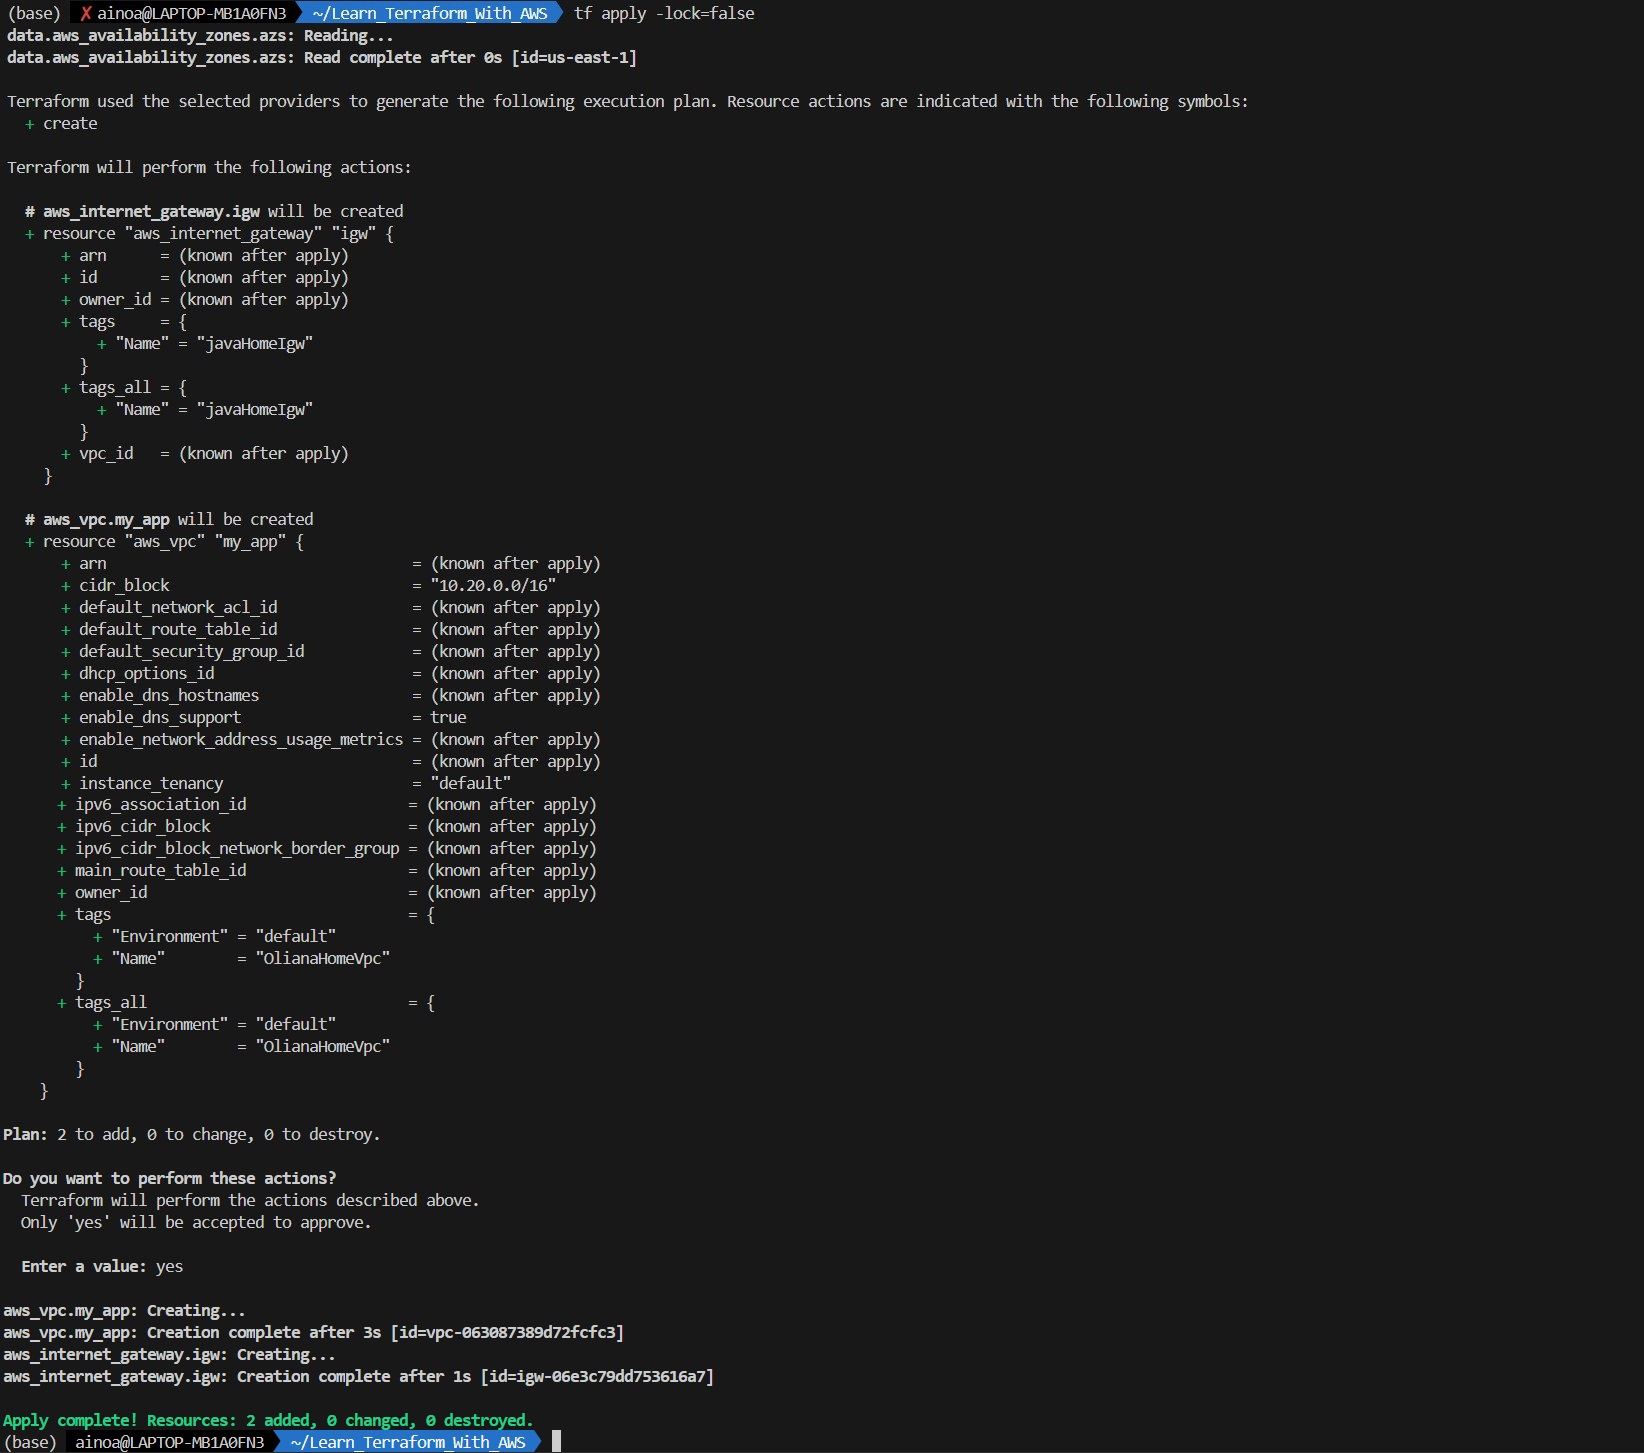 (base) ✗ ainoa@LAPTOP-MB1A0FN3 ~/Learn_Terraform_With_AWS tf apply -lock=false
data.aws_availability_zones.azs: Reading...
data.aws_availability_zones.azs: Read complete after 0s [id=us-east-1]
Terraform used the selected providers to generate the following execution plan. Resource actions are indicated with the following symbols:
+ create
Terraform will perform the following actions:
# aws_internet_gateway.igw will be created
+ resource "aws_internet_gateway" "igw" {
+ arn = (known after apply)
+ id = (known after apply)
+ owner_id = (known after apply)
+ tags = {
+ "Name" = "javaHomeIgw"
}
+ tags_all = {
+ "Name" = "javaHomeIgw"
}
+ vpc_id = (known after apply)
}
# aws_vpc.my_app will be created
+ resource "aws_vpc" "my_app" {
+ arn = (known after apply)
+ cidr_block = "10.20.0.0/16"
+ default_network_acl_id = (known after apply)
+ default_route_table_id = (known after apply)
+ default_security_group_id = (known after apply)
+ dhcp_options_id = (known after apply)
+ enable_dns_hostnames = (known after apply)
+ enable_dns_support = true
+ enable_network_address_usage_metrics = (known after apply)
+ id = (known after apply)
+ instance_tenancy = "default"
+ ipv6_association_id = (known after apply)
+ ipv6_cidr_block = (known after apply)
+ ipv6_cidr_block_network_border_group = (known after apply)
+ main_route_table_id = (known after apply)
+ owner_id = (known after apply)
+ tags = {
+ "Environment" = "default"
+ "Name" = "OlianaHomeVpc"
}
+ tags_all = {
+ "Environment" = "default"
+ "Name" = "OlianaHomeVpc"
}
}
Plan: 2 to add, 0 to change, 0 to destroy.
Do you want to perform these actions?
Terraform will perform the actions described above.
Only 'yes' will be accepted to approve.
Enter a value: yes
aws_vpc.my_app: Creating...
aws_vpc.my_app: Creation complete after 3s [id=vpc-063087389d72fcfc3]
aws_internet_gateway.igw: Creating...
aws_internet_gateway.igw: Creation complete after 1s [id=igw-06e3c79dd753616a7]
Apply complete! Resources: 2 added, 0 changed, 0 destroyed.
(base) ainoa@LAPTOP-MB1A0FN3 ~/Learn_Terraform_With_AWS